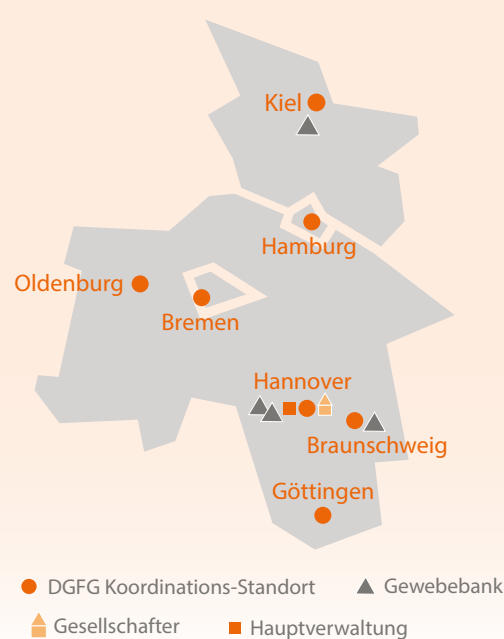 Kiel
Hamburg
Oldenburg
Bremen
Hannover
Braunschweig
Göttingen
DGFG Koordinations-Standort
Gewebebank
Gesellschafter
Hauptverwaltung